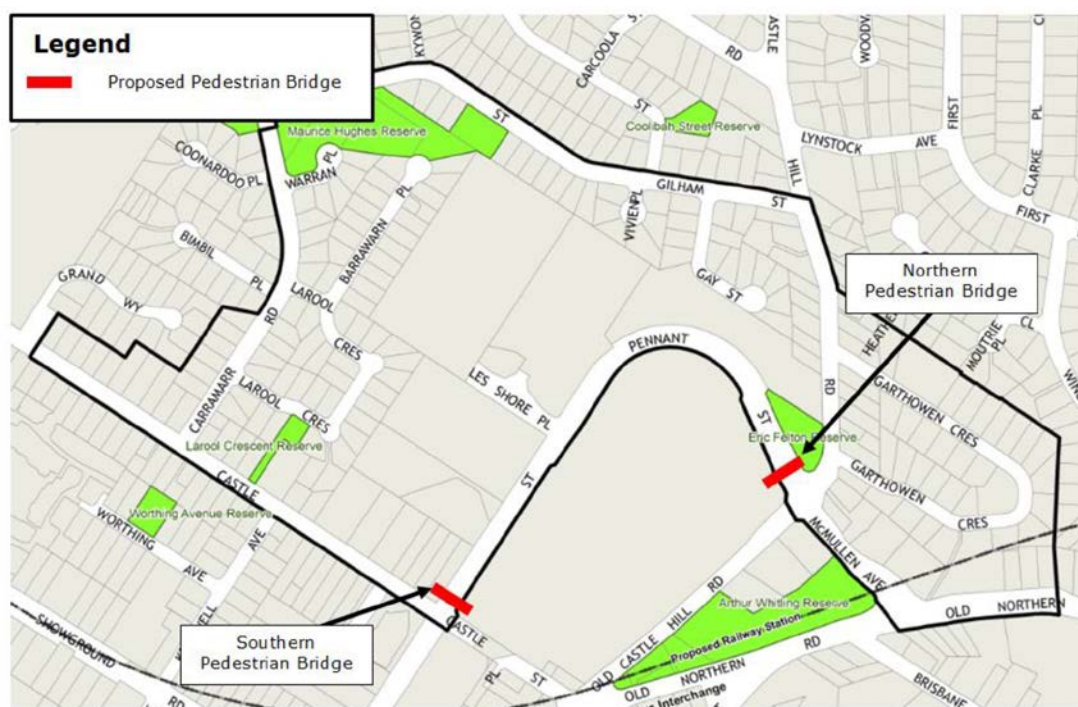 Legend
Proposed Pedestrian Bridge
KYWON
CARCOOLA
ST
RD
CASTLE
WOODV
FIRST
CLARKE PL
Maurice Hughes Reserve
ST
Coolibah Street Reserve
LYNSTOCK AVE
COONARDOO PL
WARRAN PL
HILL
GILHAM ST
FIRST
VIVIEN PL
BARRAWARN PL
BIMBIL PL
GRAND WY
LAROOL CRES
RD
GAY ST
Northern
Pedestrian Bridge
HEATHER
MOUTRIE PL
CL
PENNANT ST
LES SHORE PL
RD
GARTHOWEN CRES
CARRAMARR
LAROOL CRES
Larool Crescent Reserve
Eric Felton Reserve
CASTLE
ST
GARTHOWEN CRES
Worthing Avenue Reserve
WORTHING AVE
AVE
McMULLEN AVE
Arthur Whitling Reserve
OLD NORTHERN
Proposed Railway Station
SHOWGROUND RD
Southern
Pedestrian Bridge
CASTLE ST
PL
OLD CASTLE HILL RD
OLD NORTHERN RD
Interchange
BRISBANE